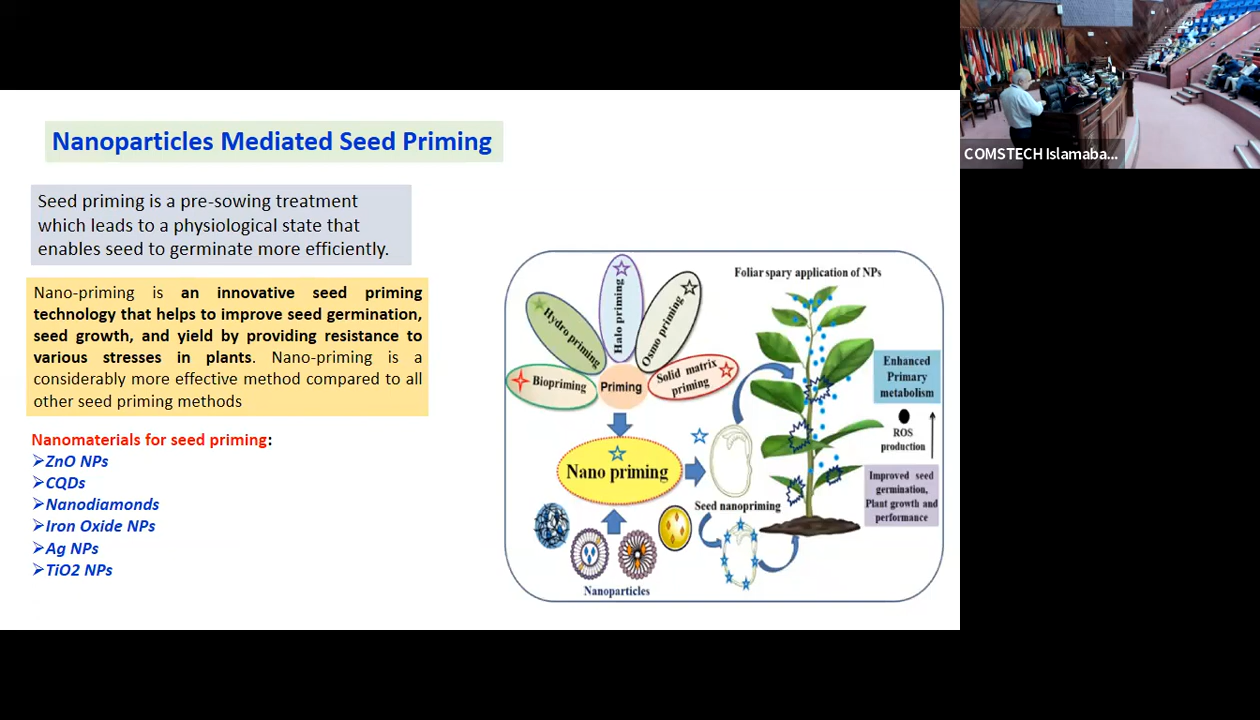 Nanoparticles Mediated Seed Priming
Seed priming is a pre-sowing treatment
which leads to a physiological state that
enables seed to germinate more efficiently.
Nano-priming is an innovative seed priming
technology that helps to improve seed germination,
seed growth, and yield by providing resistance to
various stresses in plants. Nano-priming is a
considerably more effective method compared to all
other seed priming methods
Nanomaterials for seed priming:
➢ZnO NPs
➢CQDs
➢Nanodiamonds
➢Iron Oxide NPs
➢Ag NPs
➢TiO2 NPs
Foliar spary application of NPs
Hydro priming
Halo priming
Osmo priming
Biopriming
Priming
Solid matrix
priming
Nano priming
Seed nanopriming
Nanoparticles
Enhanced
Primary
metabolism
ROS
production
Improved seed
germination,
Plant growth and
performance
COMSTECH Islamaba...